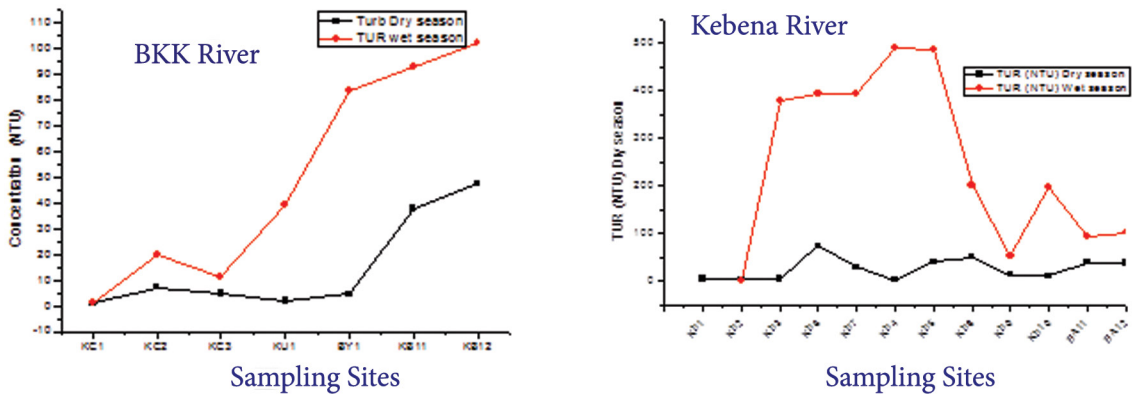 BKK River
Turb Dry season
TUR wet season
Concentration (NTU)
110
100
90
80
70
60
50
40
30
20
10
0
-10
KC1 KC2 KC3 KU1 BY1 KB11 KB12
Sampling Sites
Kebena River
TUR (NTU) Dry season
TUR (NTU) Wet season
TUR (NTU) Dry season
500
400
300
200
100
0
Sampling Sites